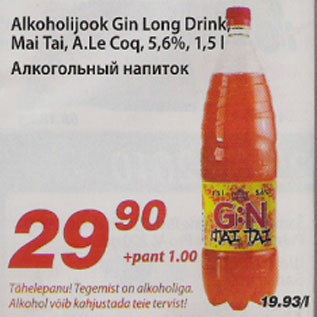 Alkoholijook Gin Long Drink
Mai Tai, A.Le Coq, 5,6%, 1,5 l
Алкогольный напиток
G:N
MAI TAI
29 90
+pant 1.00
Tähelepanu! Tegemist on alkoholiga.
Alkohol võib kahjustada teie tervist!
19.93/l